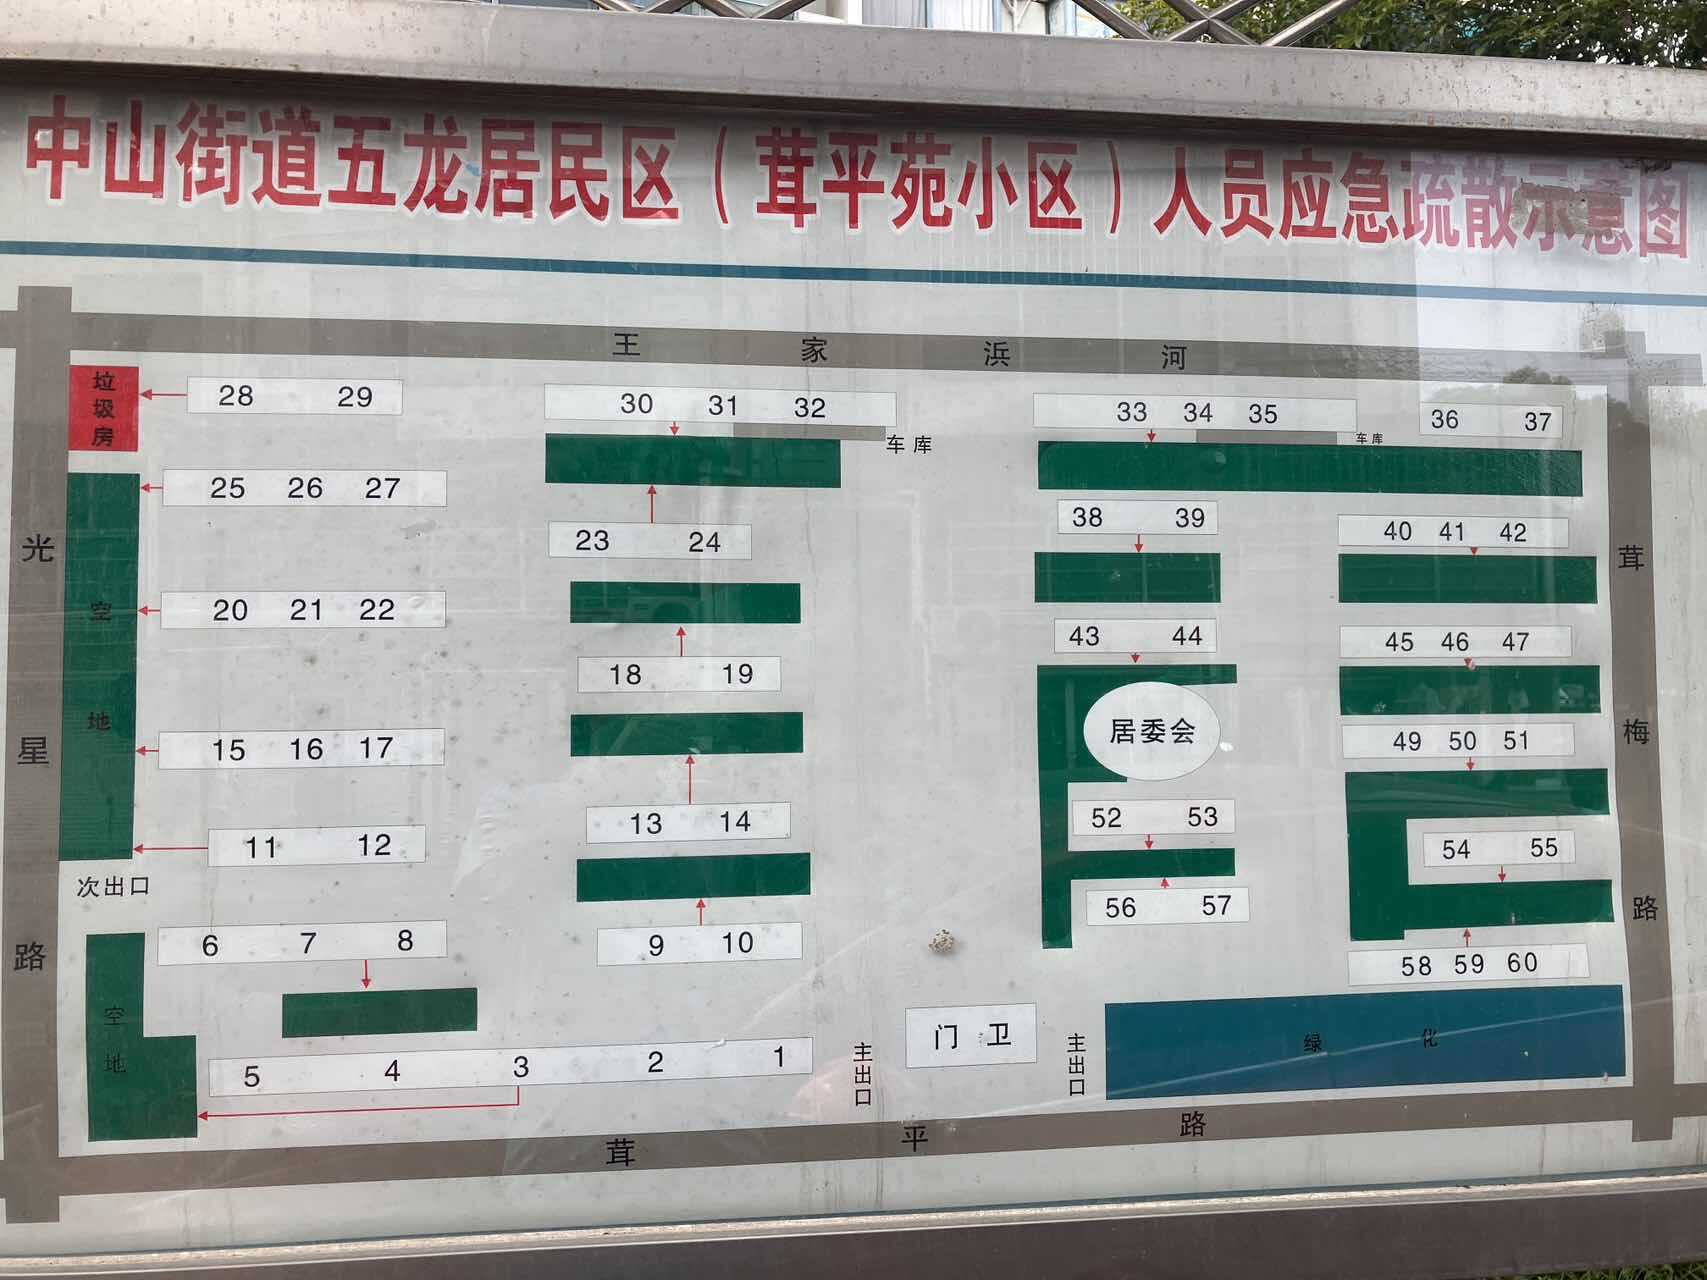 中山街道五龙居民区（茸平苑小区）人员应急疏散示意图
王家浜河
垃圾房
28 29
30 31 32
车库
33 34 35
车库
36 37
25 26 27
23 24
38 39
40 41 42
光星路
空地
20 21 22
18 19
43 44
45 46 47
茸梅路
15 16 17
13 14
居委会
49 50 51
52 53
54 55
11 12
次出口
9 10
56 57
58 59 60
6 7 8
空地
5 4 3 2 1
主出口
门卫
主出口
绿化
茸平路